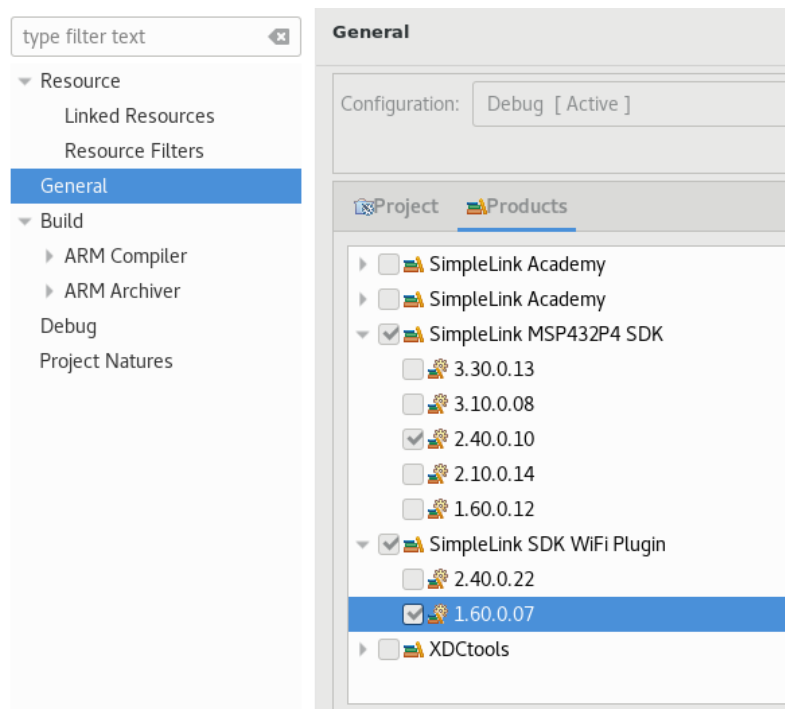 type filter text
Resource
Linked Resources
Resource Filters
General
Build
ARM Compiler
ARM Archiver
Debug
Project Natures
General
Configuration: Debug [ Active ]
Project Products
SimpleLink Academy
SimpleLink Academy
SimpleLink MSP432P4 SDK
3.30.0.13
3.10.0.08
2.40.0.10
2.10.0.14
1.60.0.12
SimpleLink SDK WiFi Plugin
2.40.0.22
1.60.0.07
XDCtools